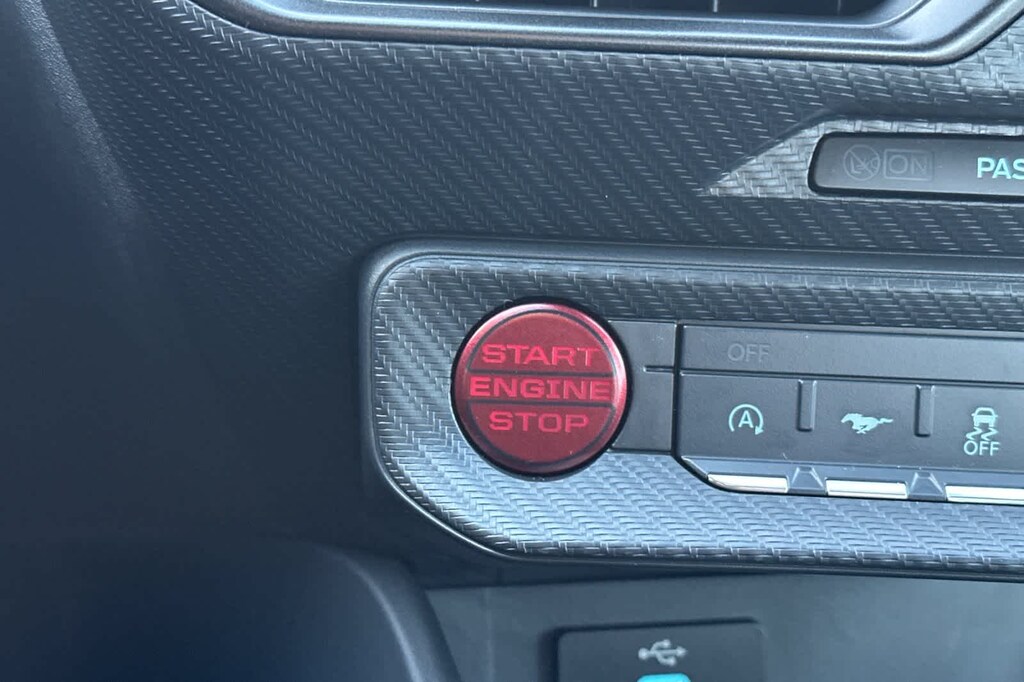 ON
PAS
START
ENGINE
STOP
OFF
A
OFF